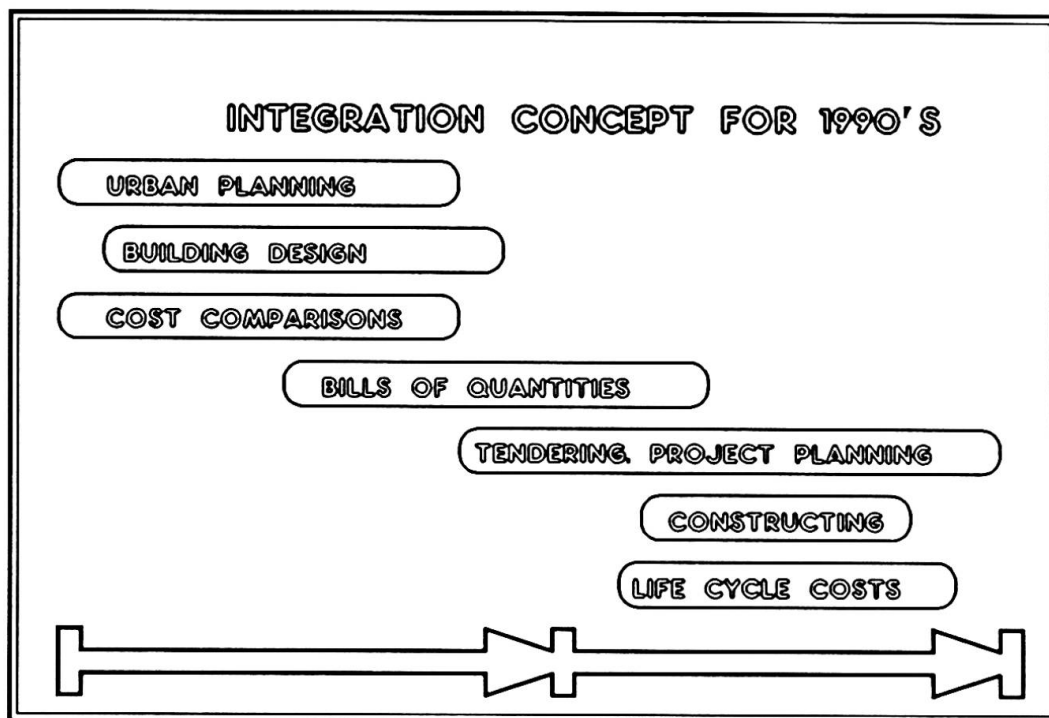 INTEGRATION CONCEPT FOR 1990'S
URBAN PLANNING
BUILDING DESIGN
COST COMPARISONS
BILLS OF QUANTITIES
TENDERING. PROJECT PLANNING
CONSTRUCTING
LIFE CYCLE COSTS